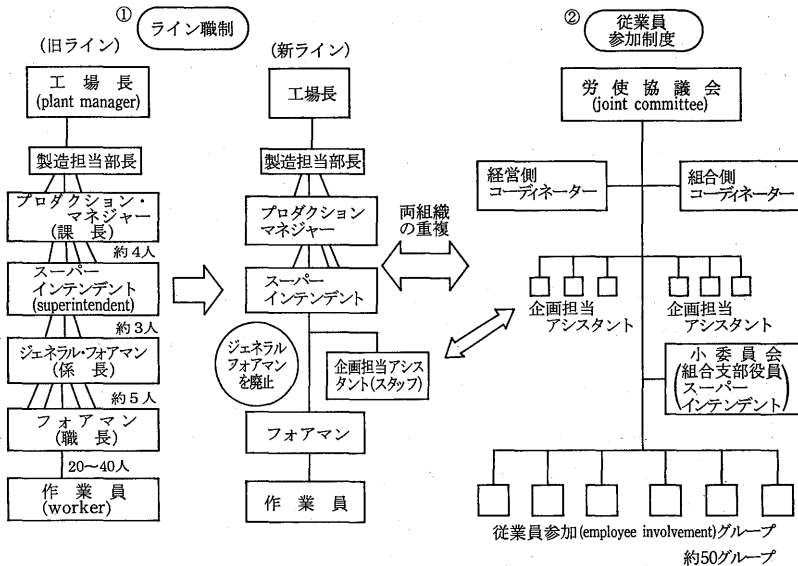 ①
ライン職制
(旧ライン)
工場長
(plant manager)
製造担当部長
プロダクション・
マネジャー
(課長)
約4人
スーパー
インテンデント
(superintendent)
約3人
ジェネラル・フォアマン
(係長)
約5人
フォアマン
(職長)
20〜40人
作業員
(worker)
(新ライン)
工場長
製造担当部長
プロダクション
マネジャー
スーパー
インテンデント
ジェネラル
フォアマン
を廃止
企画担当アシス
タント(スタッフ)
フォアマン
作業員
両組織
の重複
②
従業員
参加制度
労使協議会
(joint committee)
経営側
コーディネーター
組合側
コーディネーター
企画担当
アシスタント
企画担当
アシスタント
小委員会
(組合支部役員
スーパー
インテンデント)
従業員参加(employee involvement)グループ
約50グループ